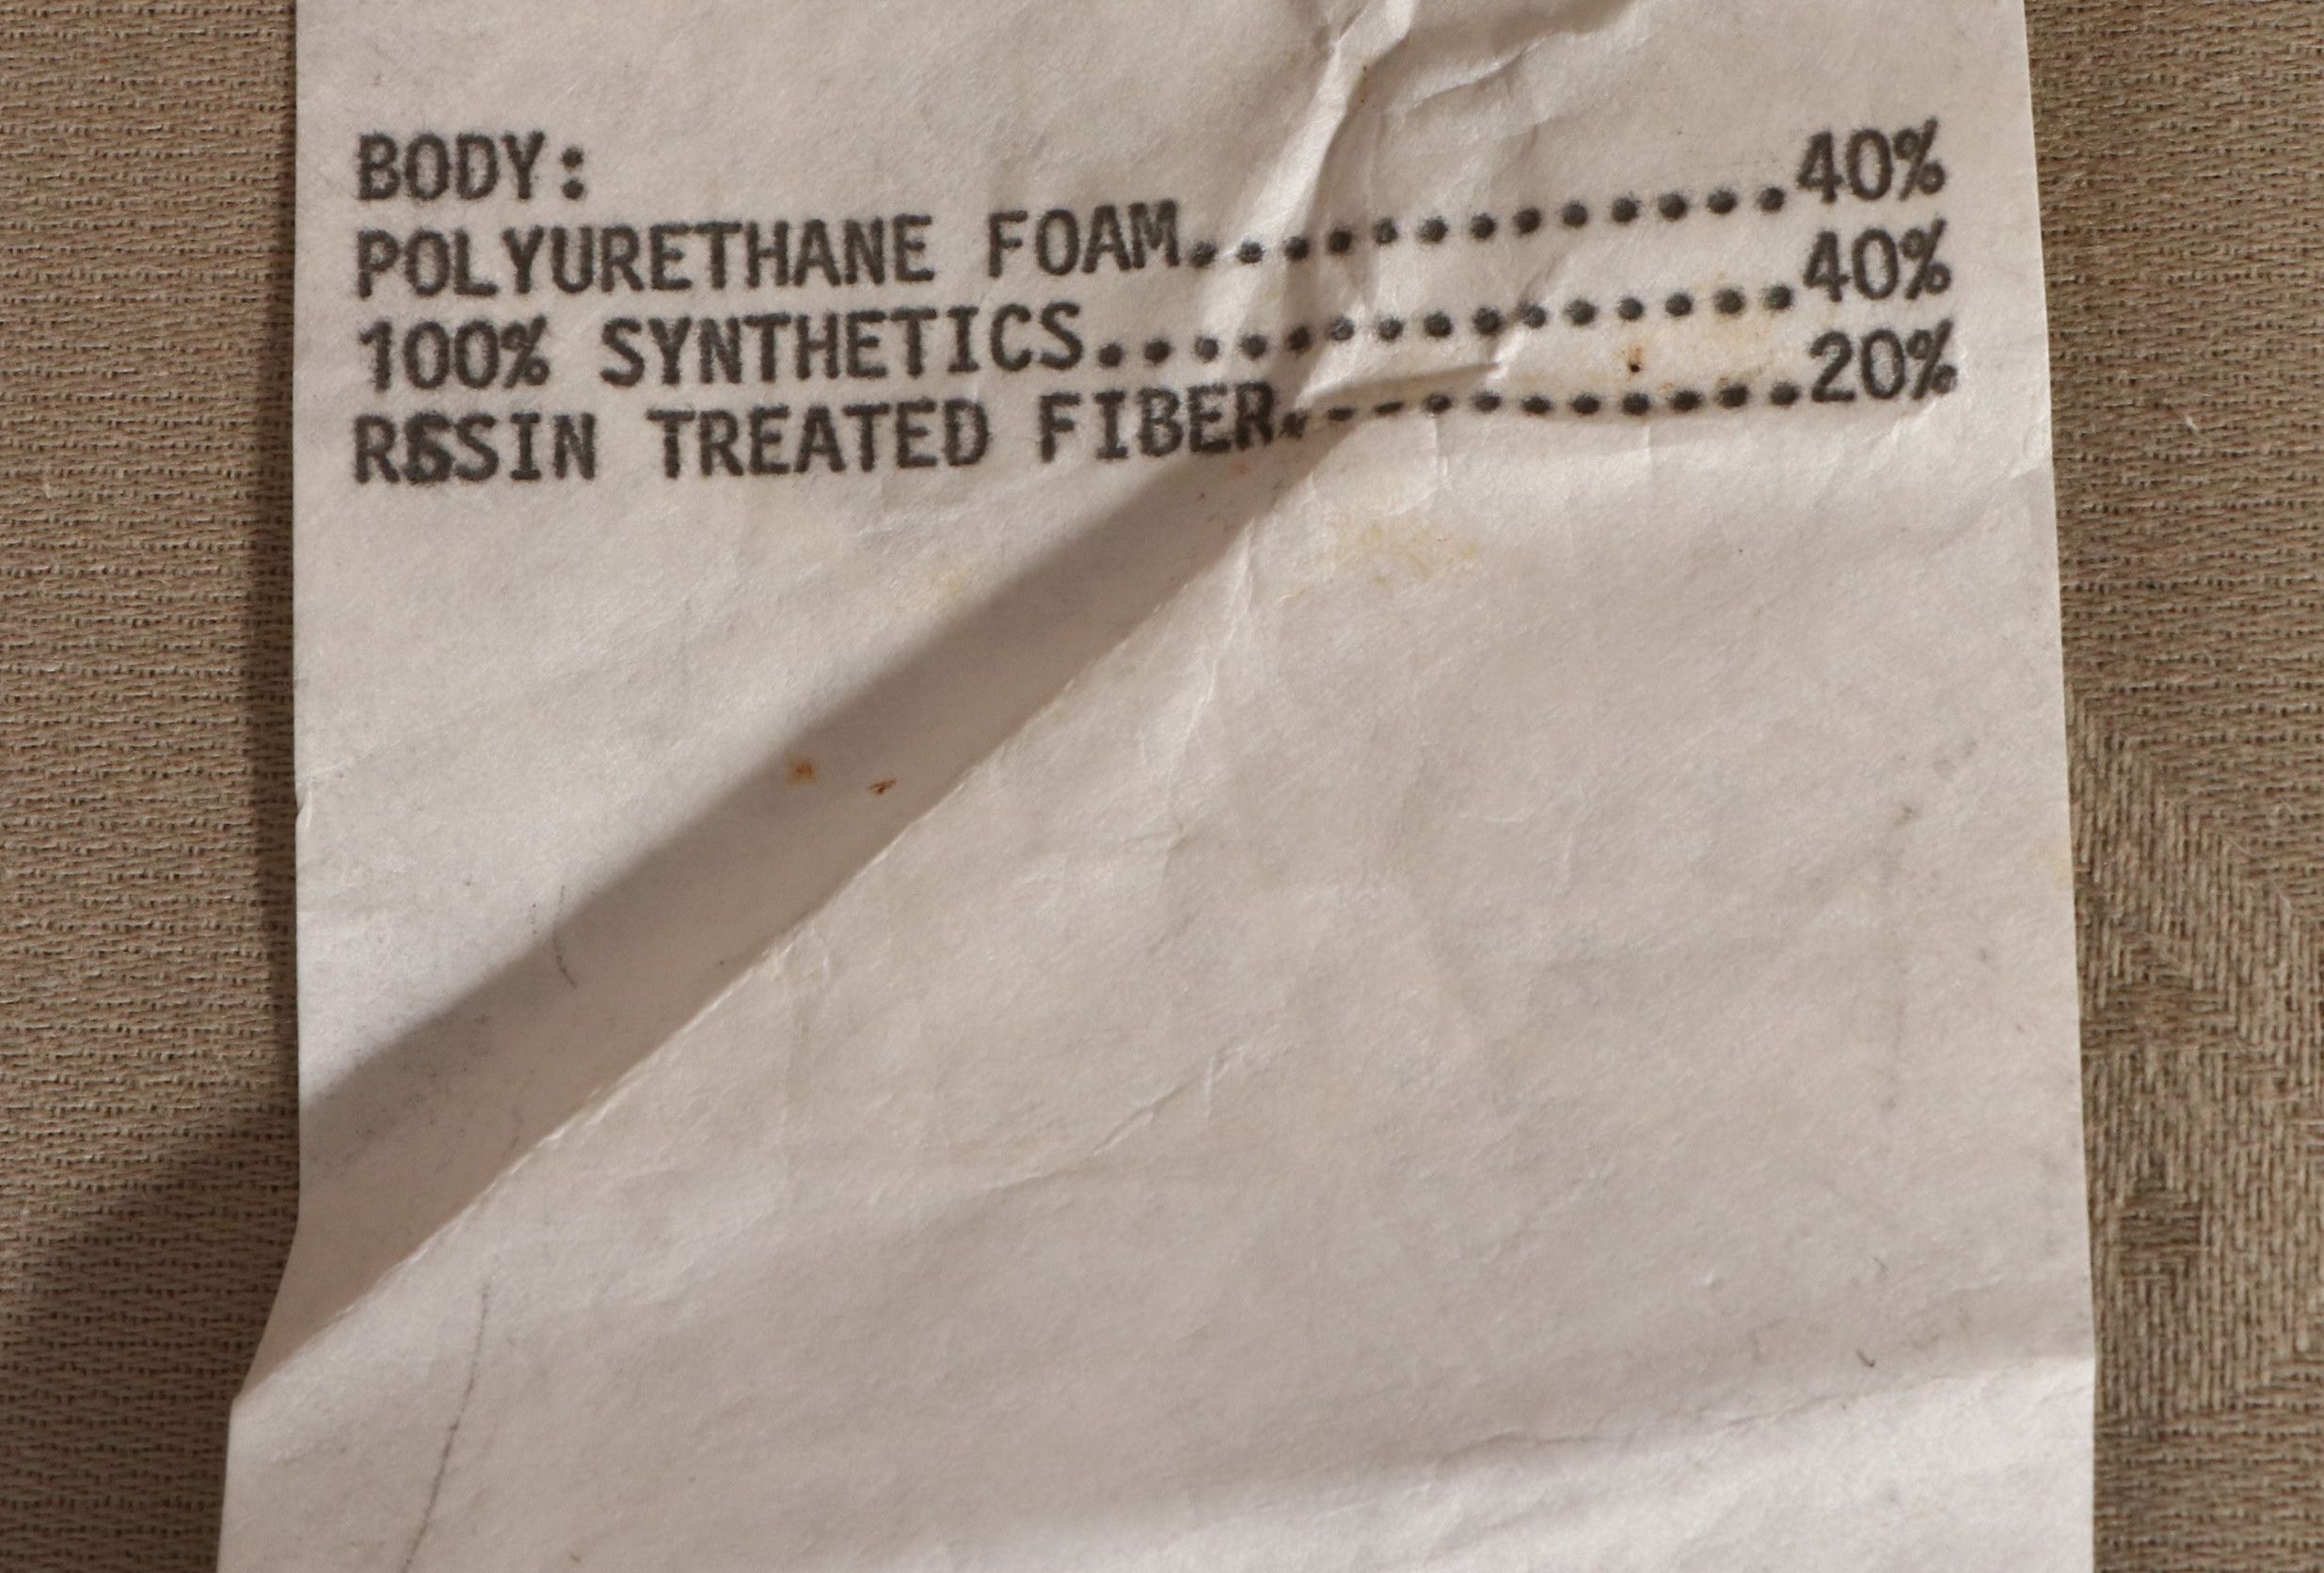 BODY:
POLYURETHANE FOAM.............40%
100% SYNTHETICS...............40%
RESIN TREATED FIBER...........20%